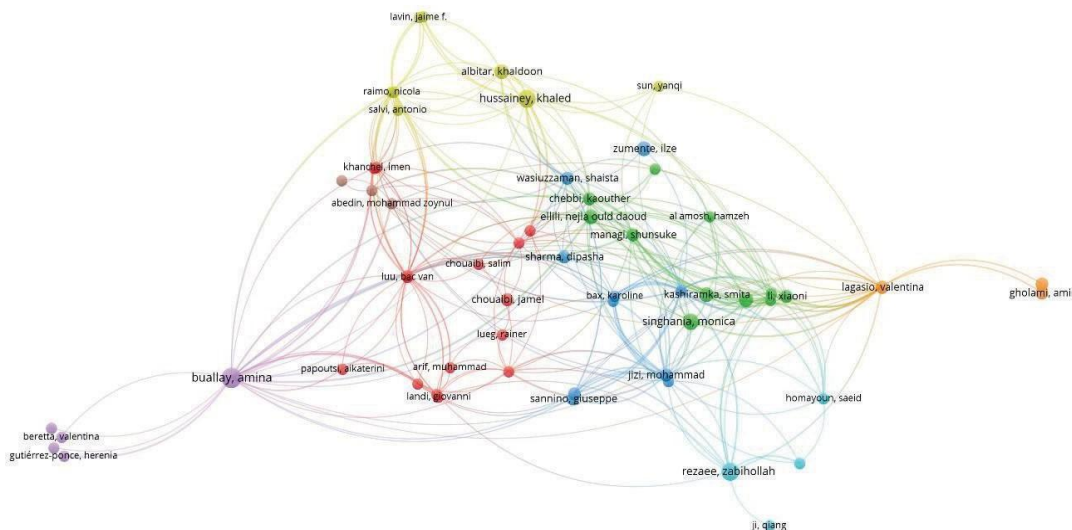 lavin, jaime f.
albitar, khaldoon
raimo, nicola
hussainey, khaled
sun, yanqi
salvi, antonio
zumente, ilze
khanchel, imen
wasiuzzaman, shaista
chebbi, kaouther
abedin, mohammad zoynul
ellili, nejla ould daoud
al amosh, hamzeh
managi, shunsuke
sharma, dipasha
chouaibi, salim
luu, bac van
lagasio, valentina
gholami, ami
bax, karoline
kashiramka, smita
li, xiaoni
chouaibi, jamel
singhania, monica
lueg, rainer
papoutsi, aikaterini
arif, muhammad
buallay, amina
jizi, mohammad
landi, giovanni
sannino, giuseppe
homayoun, saeid
beretta, valentina
gutiérrez-ponce, herenia
rezaee, zabihollah
ji, qiang